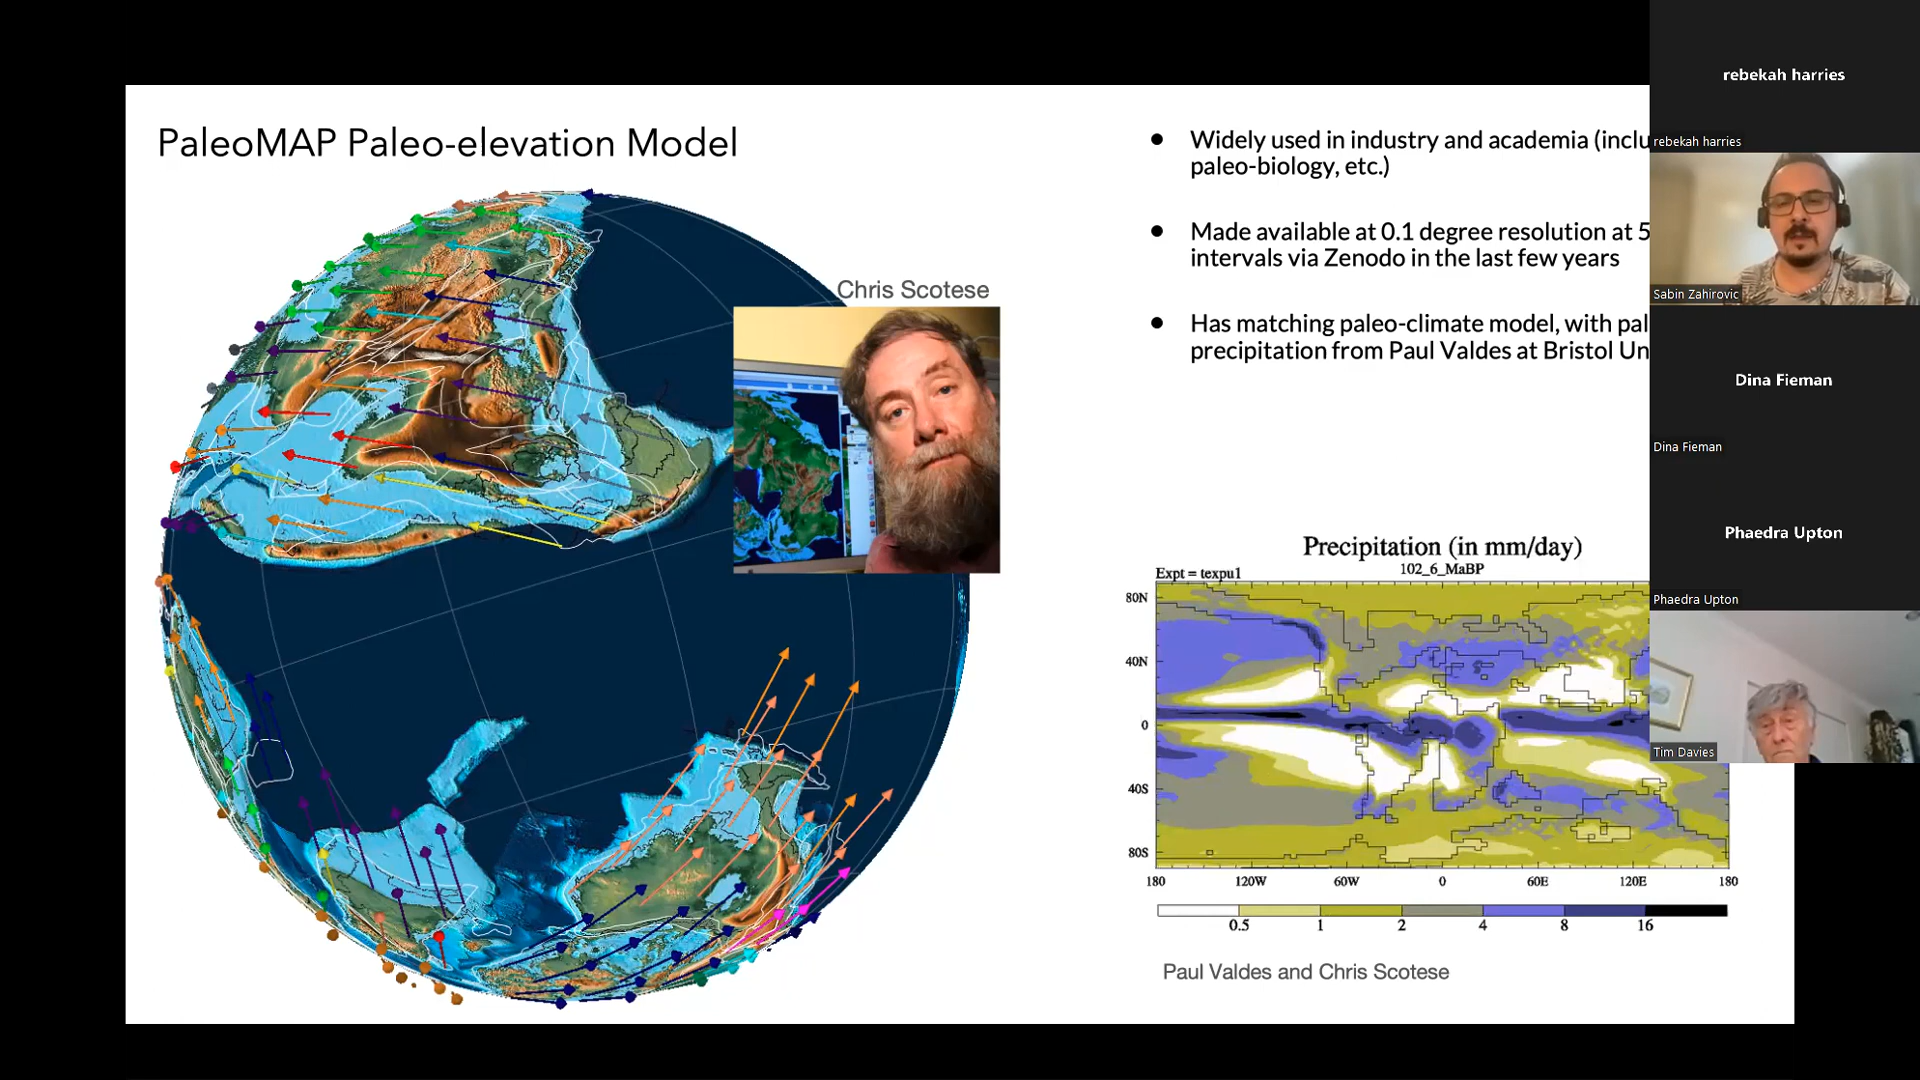 PaleoMAP Paleo-elevation Model
Chris Scotese
● Widely used in industry and academia (inclu
paleo-biology, etc.)
● Made available at 0.1 degree resolution at 5
intervals via Zenodo in the last few years
● Has matching paleo-climate model, with pal
precipitation from Paul Valdes at Bristol Un
Precipitation (in mm/day)
102_6_MaBP
Expt = texpu1
80N
40N
0
40S
80S
180 120W 60W 0 60E 120E 180
0.5 1 2 4 8 16
Paul Valdes and Chris Scotese
rebekah harries
rebekah harries
Sabin Zahirovic
Dina Fieman
Dina Fieman
Phaedra Upton
Phaedra Upton
Tim Davies